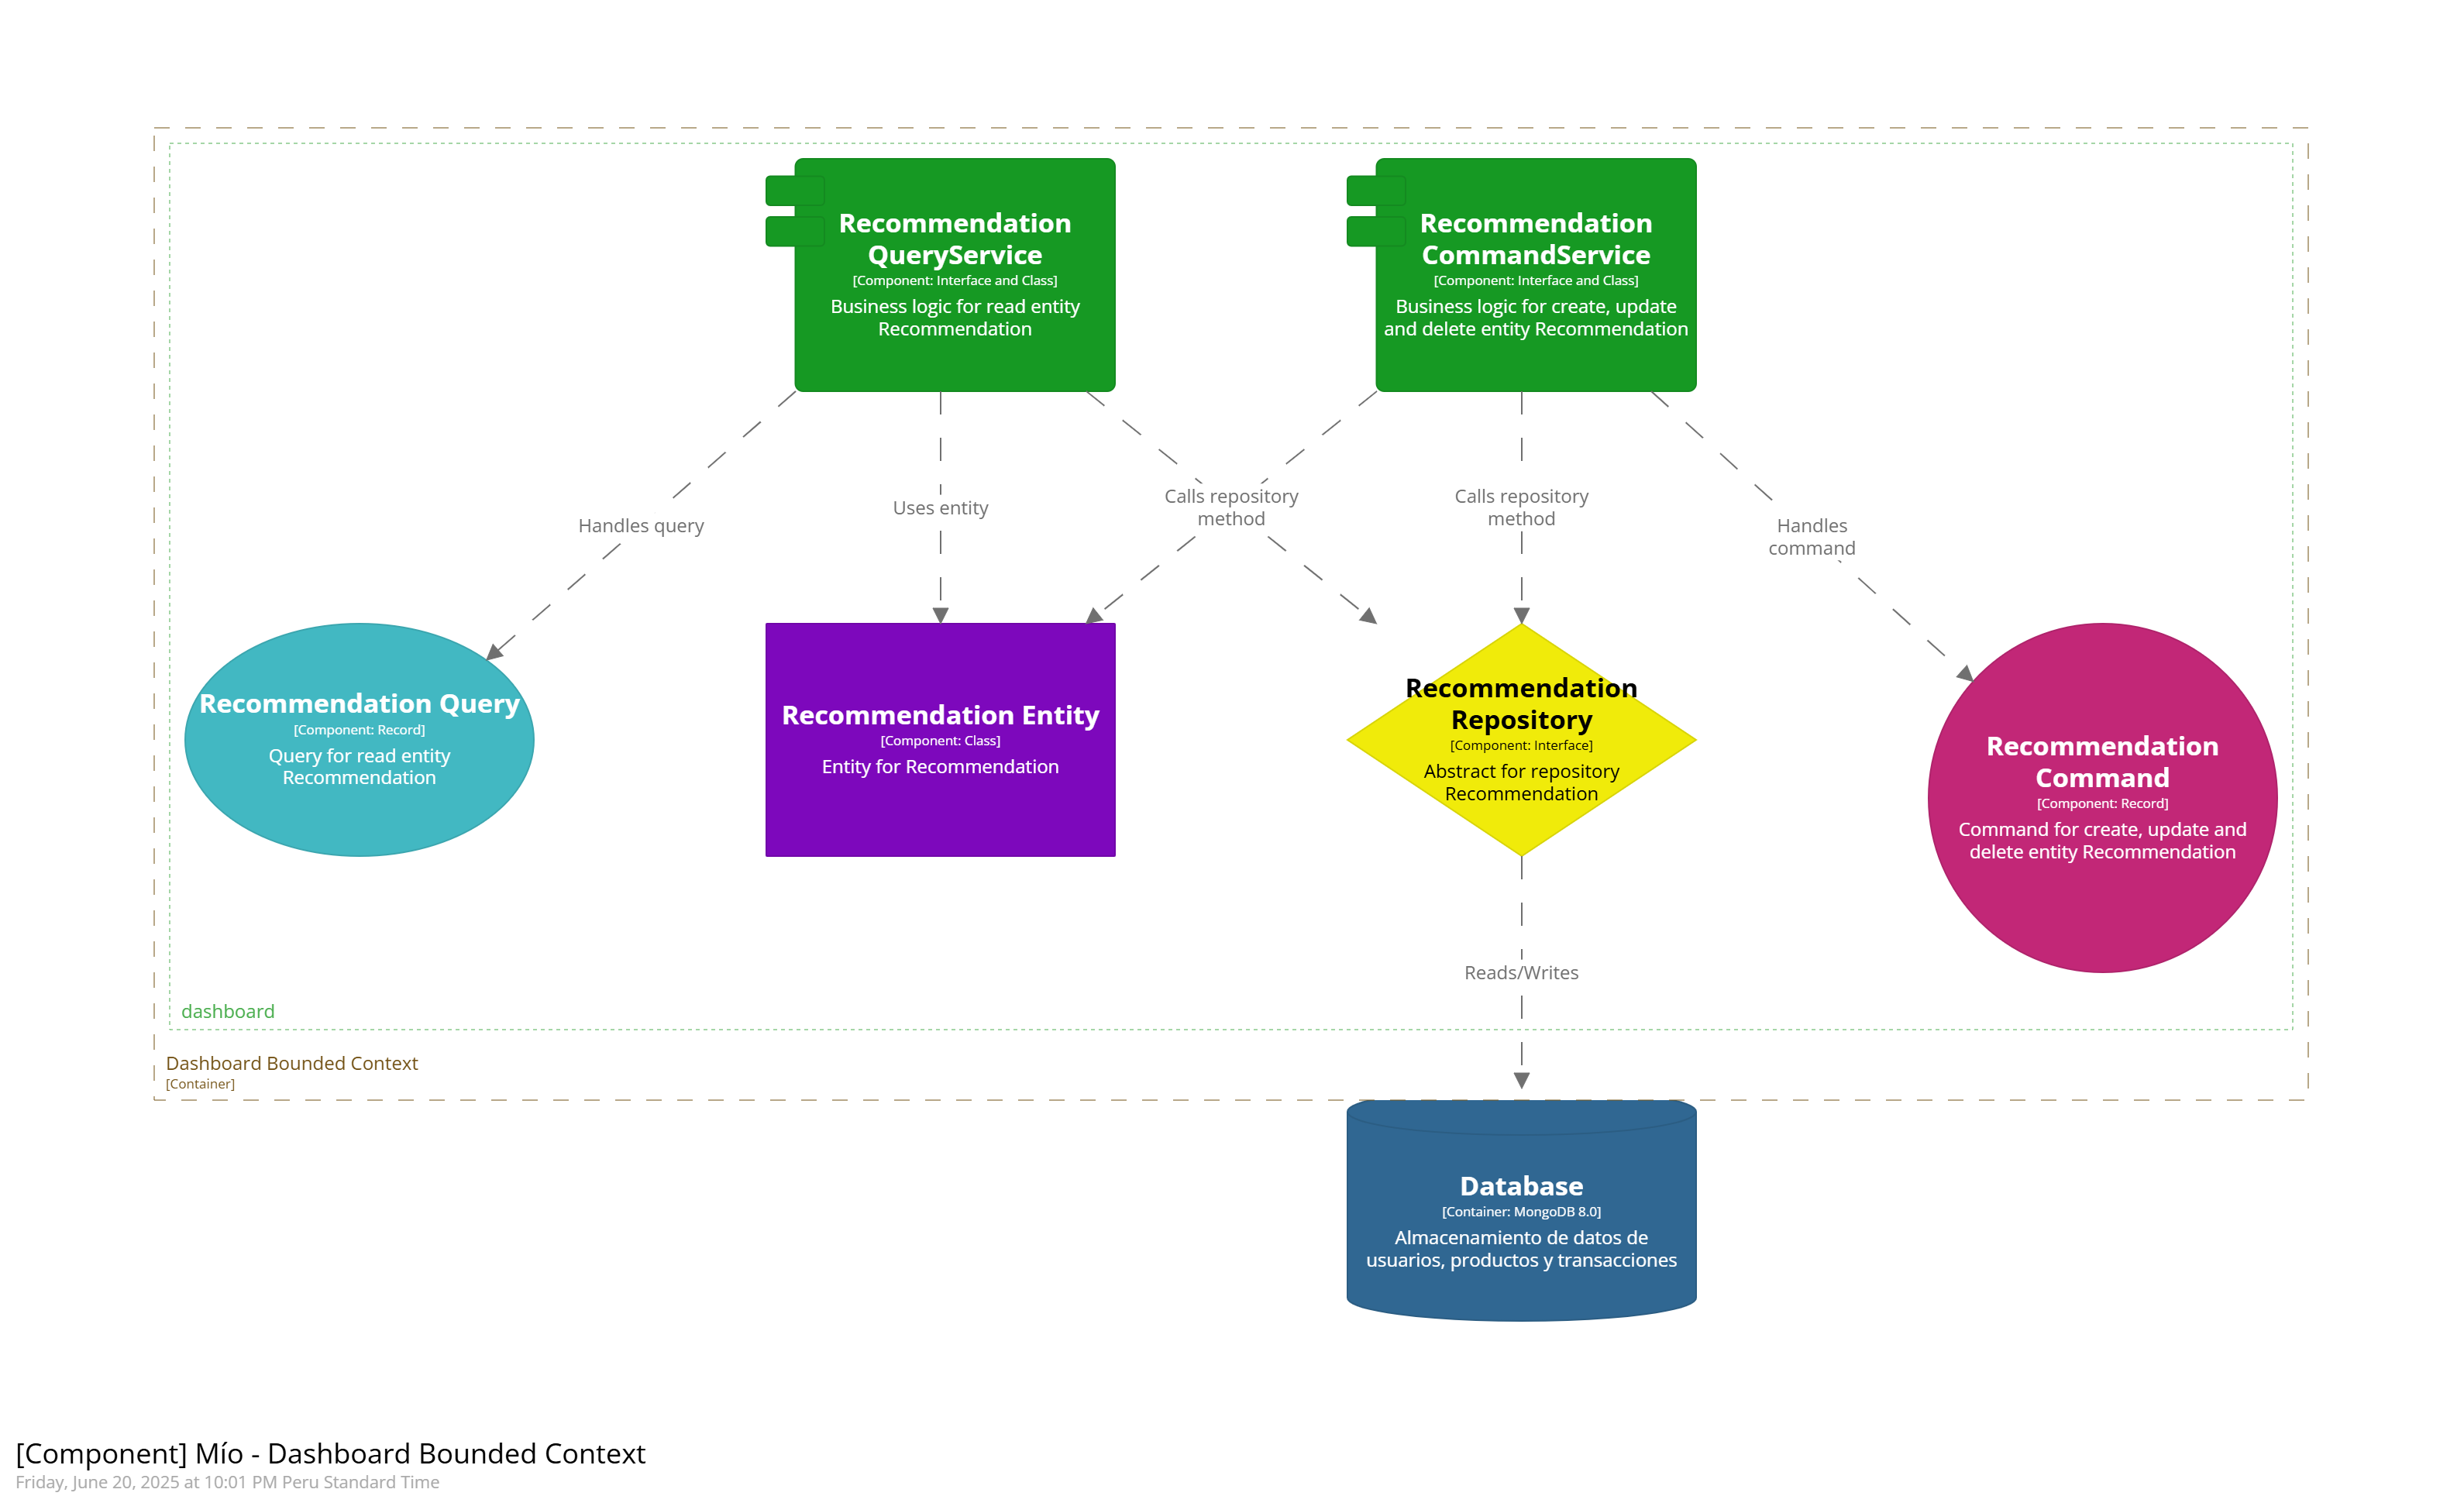 Recommendation
QueryService
[Component: Interface and Class]
Business logic for read entity
Recommendation
Recommendation
CommandService
[Component: Interface and Class]
Business logic for create, update
and delete entity Recommendation
Handles query
Uses entity
Calls repository
method
Calls repository
method
Handles
command
Recommendation Query
[Component: Record]
Query for read entity
Recommendation
Recommendation Entity
[Component: Class]
Entity for Recommendation
Recommendation
Repository
[Component: Interface]
Abstract for repository
Recommendation
Recommendation
Command
[Component: Record]
Command for create, update and
delete entity Recommendation
Reads/Writes
dashboard
Dashboard Bounded Context
[Container]
Database
[Container: MongoDB 8.0]
Almacenamiento de datos de
usuarios, productos y transacciones
[Component] Mío - Dashboard Bounded Context
Friday, June 20, 2025 at 10:01 PM Peru Standard Time